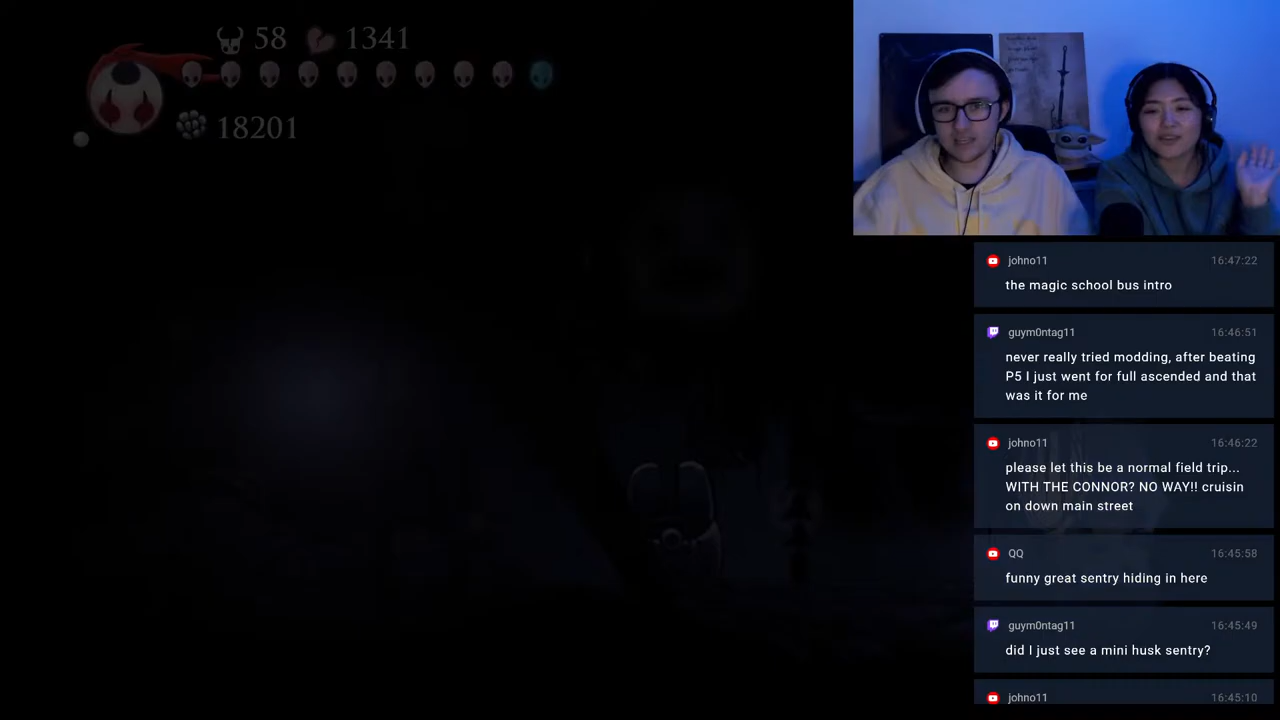 58 1341
18201
johno11 16:47:22
the magic school bus intro
guym0ntag11 16:46:51
never really tried modding, after beating
P5 I just went for full ascended and that
was it for me
johno11 16:46:22
please let this be a normal field trip...
WITH THE CONNOR? NO WAY!! cruisin
on down main street
QQ 16:45:58
funny great sentry hiding in here
guym0ntag11 16:45:49
did I just see a mini husk sentry?
johno11 16:45:10